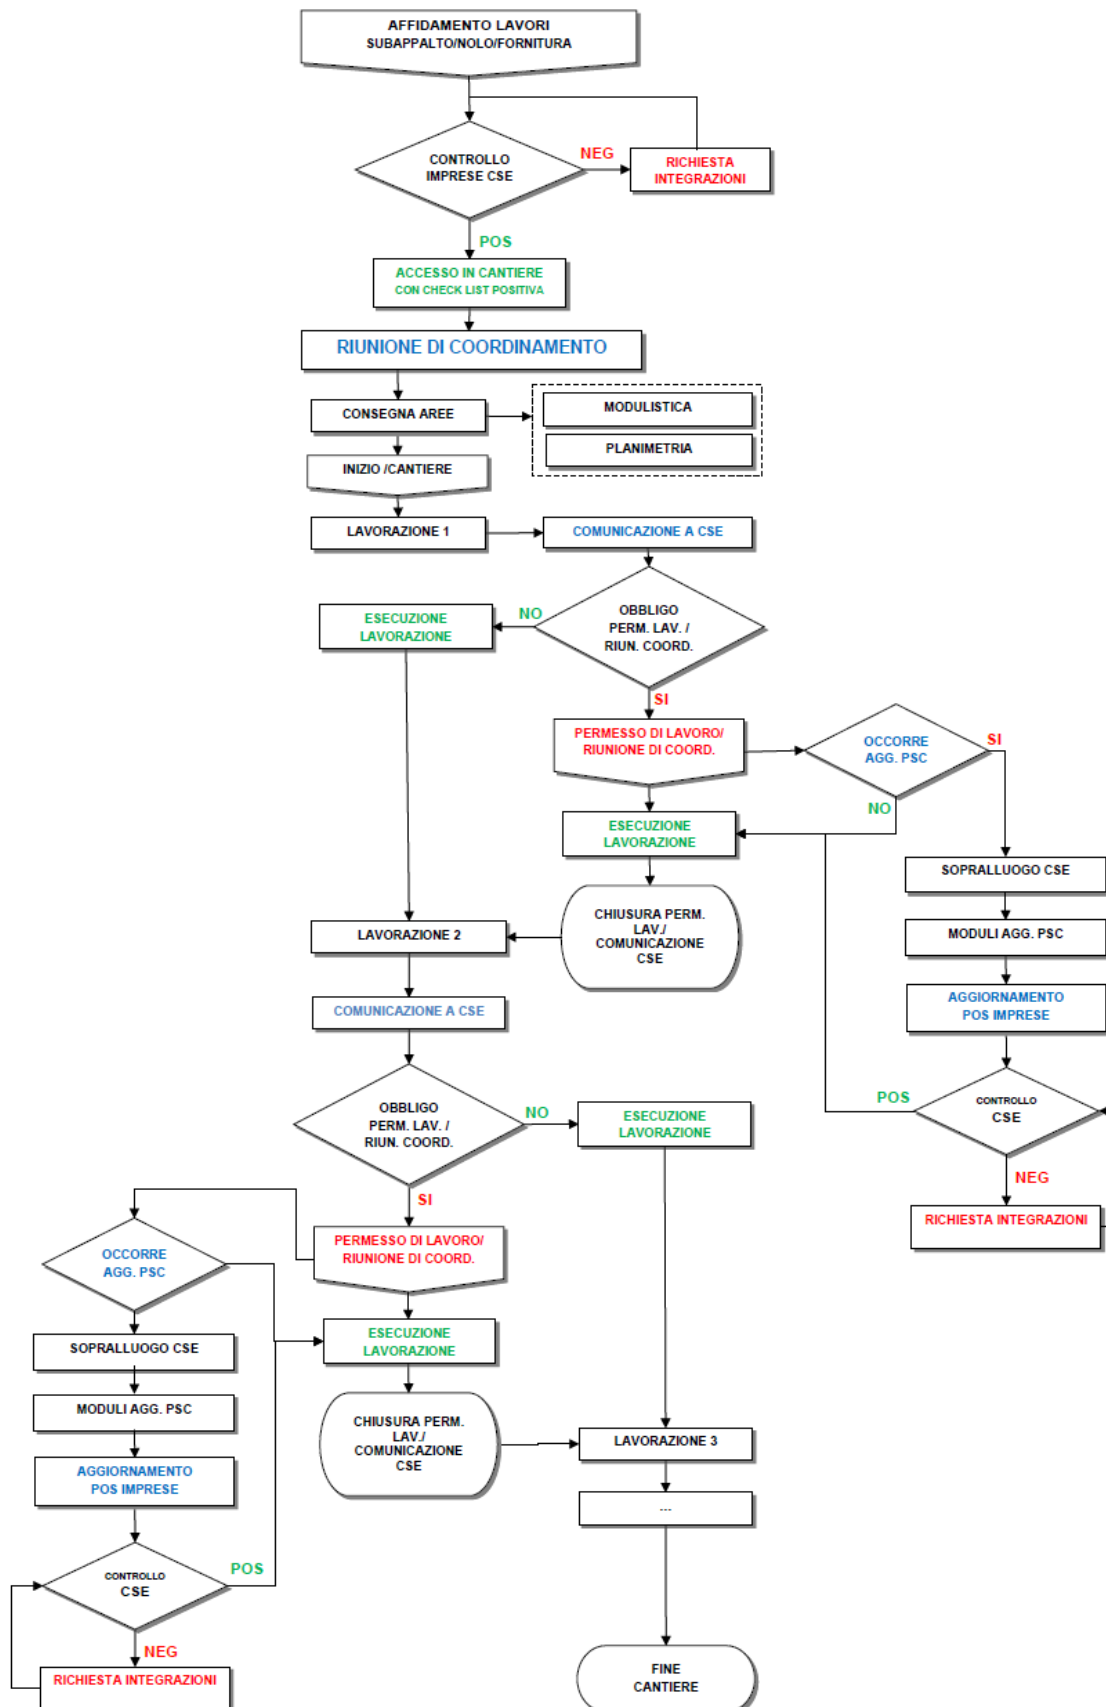 AFFIDAMENTO LAVORI
SUBAPPALTO/NOLO/FORNITURA
CONTROLLO
IMPRESE CSE
NEG
RICHIESTA
INTEGRAZIONI
POS
ACCESSO IN CANTIERE
CON CHECK LIST POSITIVA
RIUNIONE DI COORDINAMENTO
CONSEGNA AREE
MODULISTICA
PLANIMETRIA
INIZIO /CANTIERE
LAVORAZIONE 1
COMUNICAZIONE A CSE
OBBLIGO
PERM. LAV. /
RIUN. COORD.
NO
ESECUZIONE
LAVORAZIONE
SI
PERMESSO DI LAVORO/
RIUNIONE DI COORD.
OCCORRE
AGG. PSC
SI
NO
ESECUZIONE
LAVORAZIONE
SOPRALLUOGO CSE
CHIUSURA PERM.
LAV./
COMUNICAZIONE
CSE
LAVORAZIONE 2
MODULI AGG. PSC
COMUNICAZIONE A CSE
AGGIORNAMENTO
POS IMPRESE
OBBLIGO
PERM. LAV. /
RIUN. COORD.
NO
ESECUZIONE
LAVORAZIONE
POS
CONTROLLO
CSE
NEG
RICHIESTA INTEGRAZIONI
SI
PERMESSO DI LAVORO/
RIUNIONE DI COORD.
OCCORRE
AGG. PSC
ESECUZIONE
LAVORAZIONE
SOPRALLUOGO CSE
MODULI AGG. PSC
CHIUSURA PERM.
LAV./
COMUNICAZIONE
CSE
LAVORAZIONE 3
AGGIORNAMENTO
POS IMPRESE
...
CONTROLLO
CSE
POS
NEG
RICHIESTA INTEGRAZIONI
FINE
CANTIERE